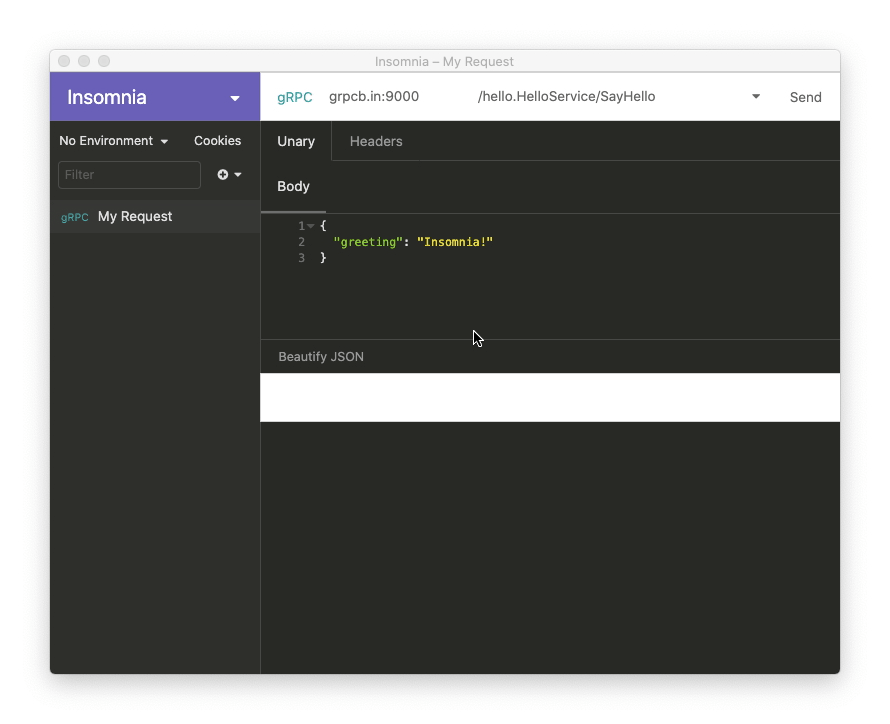 Insomnia – My Request
Insomnia
gRPC grpcb.in:9000 /hello.HelloService/SayHello Send
No Environment Cookies
Filter
gRPC My Request
Unary Headers
Body
1 {
2 "greeting": "Insomnia!"
3 }
Beautify JSON